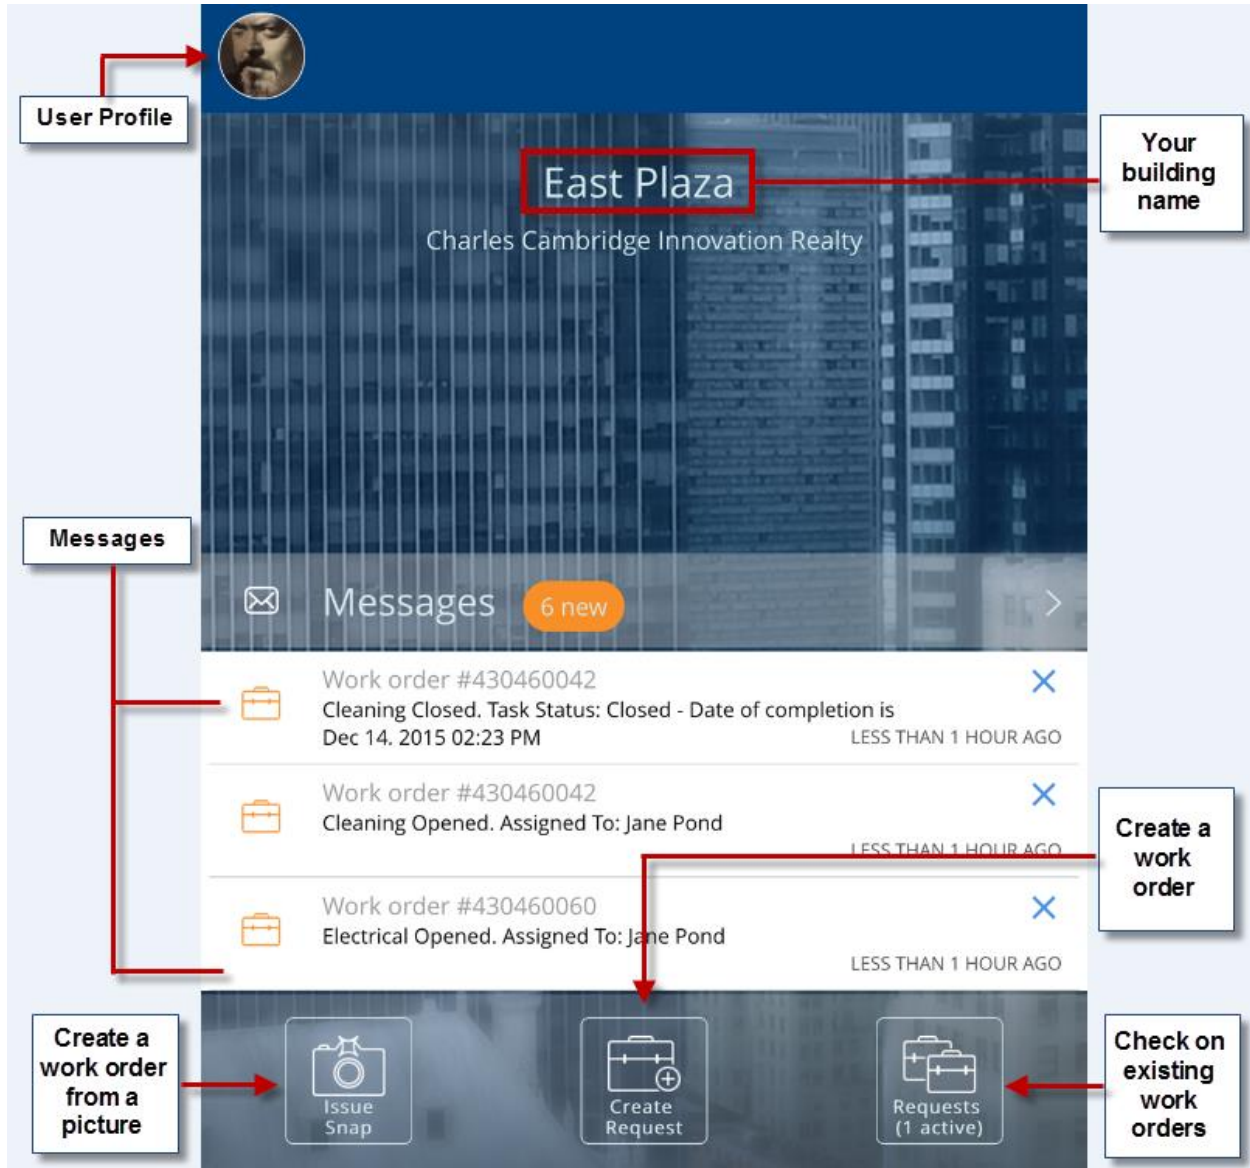 User Profile
East Plaza
Your
building
name
Charles Cambridge Innovation Realty
Messages
Messages
6 new
Work order #430460042
Cleaning Closed. Task Status: Closed - Date of completion is
Dec 14. 2015 02:23 PM
LESS THAN 1 HOUR AGO
Work order #430460042
Cleaning Opened. Assigned To: Jane Pond
LESS THAN 1 HOUR AGO
Create a
work
order
Work order #430460060
Electrical Opened. Assigned To: Jane Pond
LESS THAN 1 HOUR AGO
Create a
work order
from a
picture
Issue
Snap
Create
Request
Requests
(1 active)
Check on
existing
work
orders